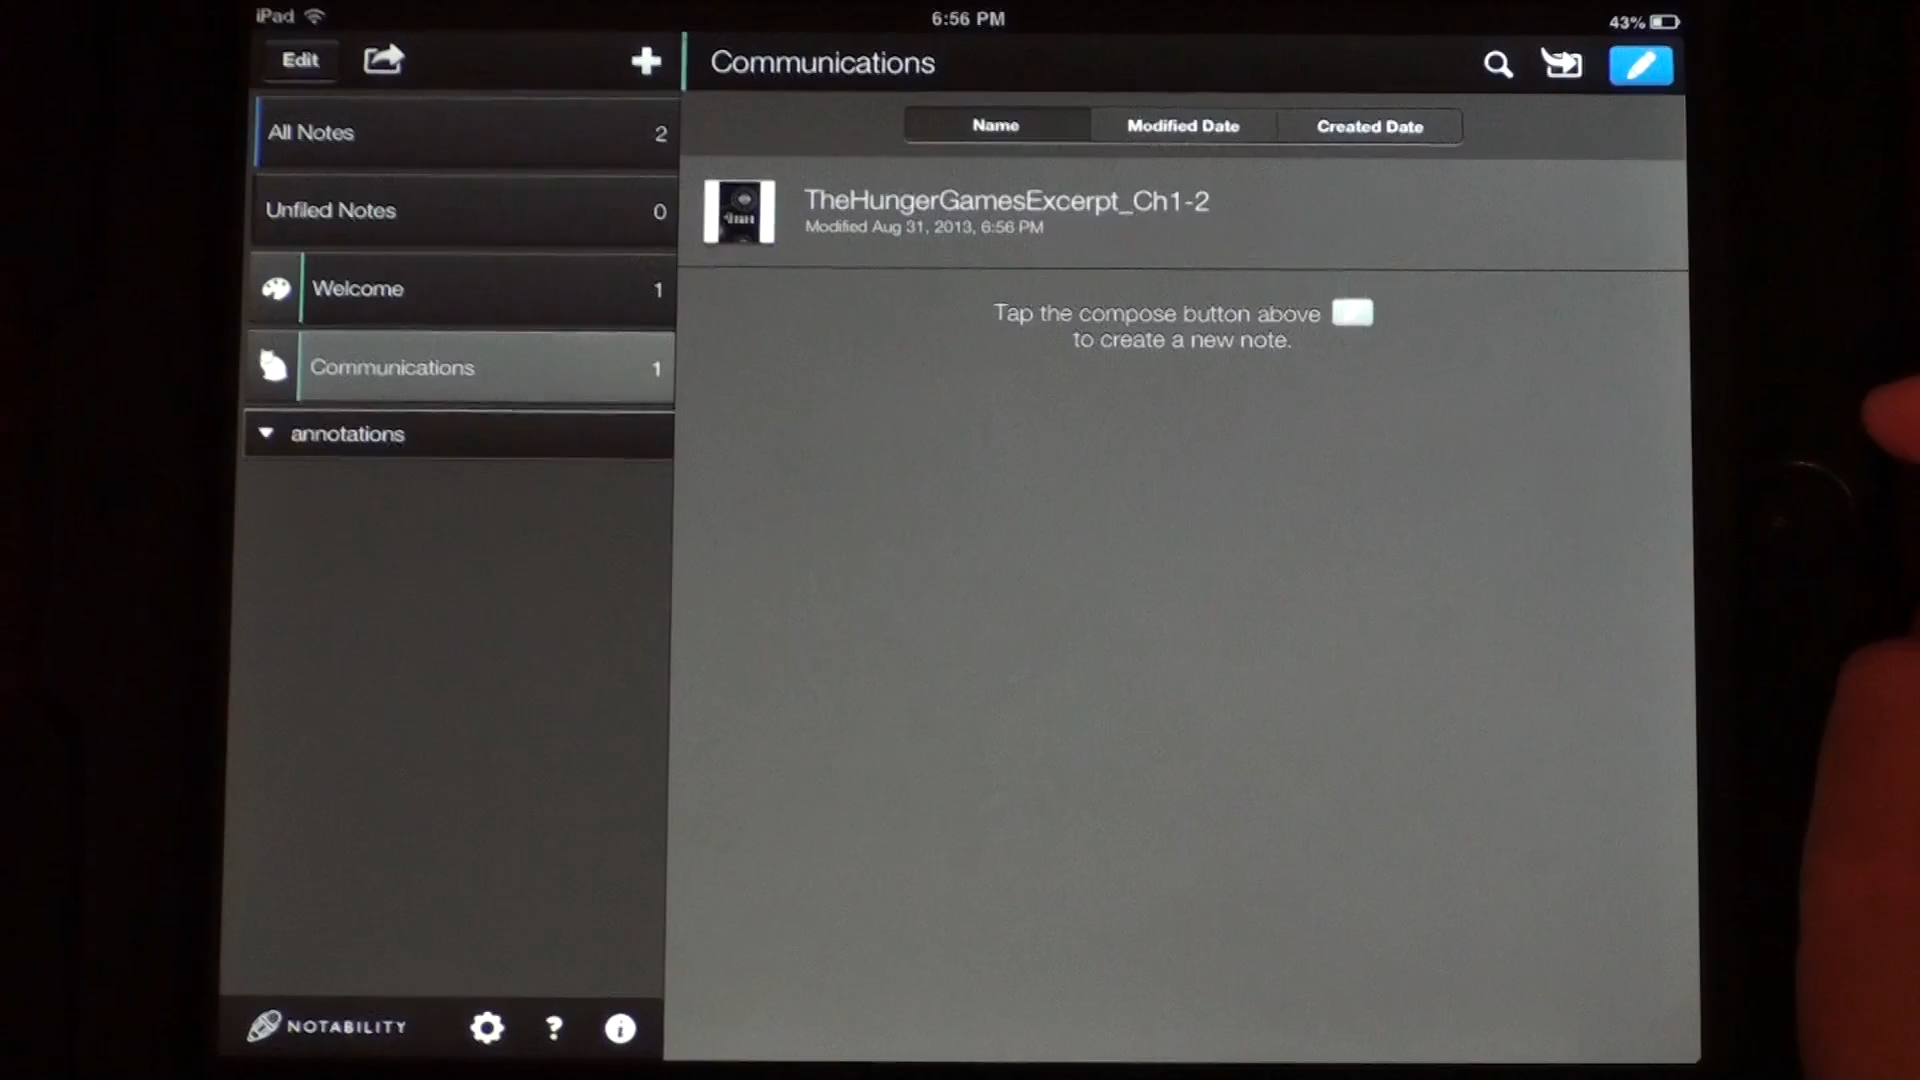 iPad
6:56 PM
43%
Edit
Communications
All Notes 2
Unfiled Notes 0
Welcome 1
Communications 1
annotations
Name
Modified Date
Created Date
TheHungerGamesExcerpt_Ch1-2
Modified Aug 31, 2013, 6:56 PM
Tap the compose button above
to create a new note.
NOTABILITY
?
i